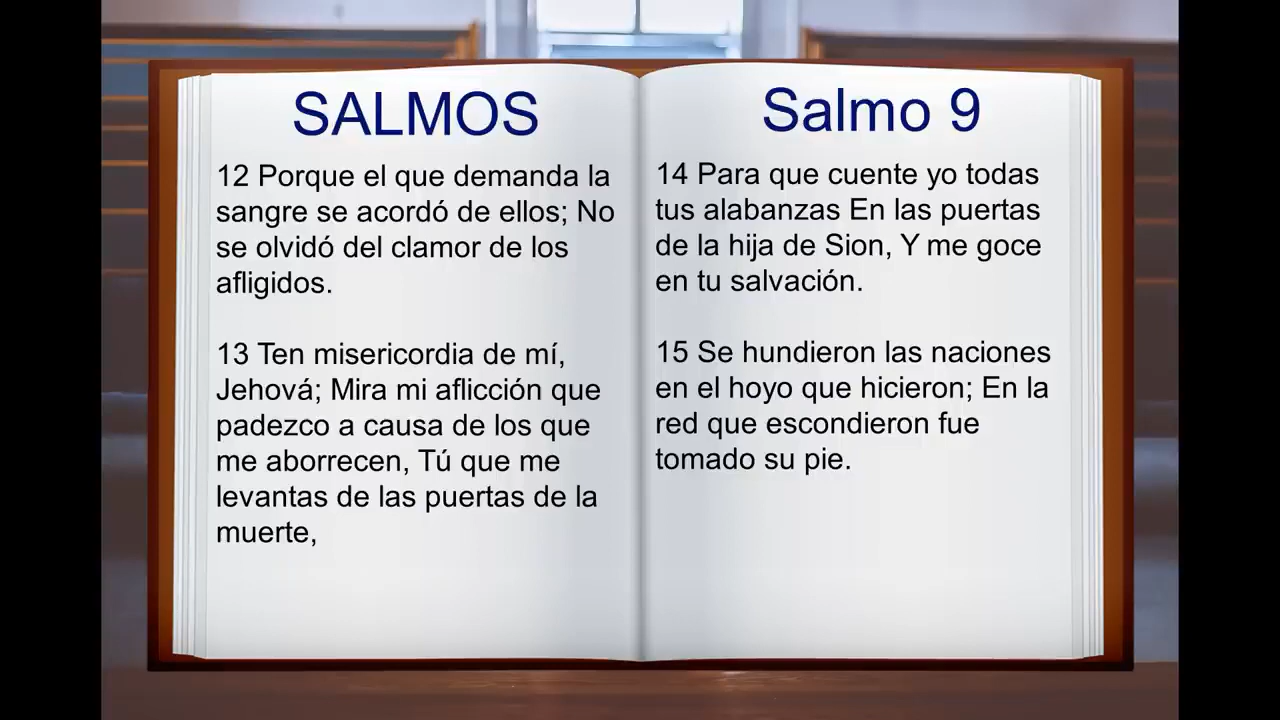 SALMOS
12 Porque el que demanda la
sangre se acordó de ellos; No
se olvidó del clamor de los
afligidos.
13 Ten misericordia de mí,
Jehová; Mira mi aflicción que
padezco a causa de los que
me aborrecen, Tú que me
levantas de las puertas de la
muerte,
Salmo 9
14 Para que cuente yo todas
tus alabanzas En las puertas
de la hija de Sion, Y me goce
en tu salvación.
15 Se hundieron las naciones
en el hoyo que hicieron; En la
red que escondieron fue
tomado su pie.